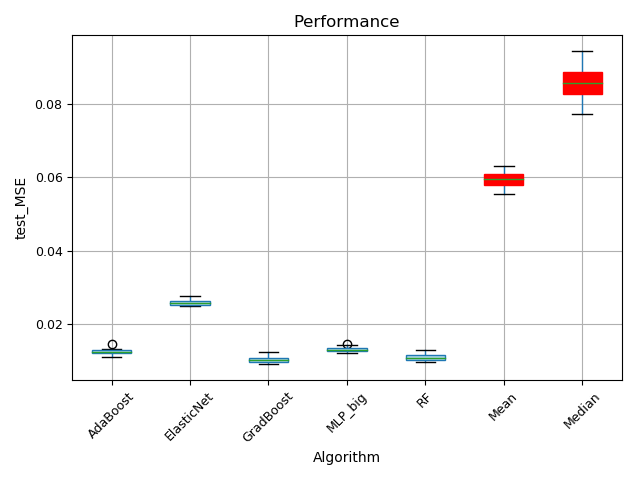 Performance
test_MSE
0.08
0.06
0.04
0.02
AdaBoost
ElasticNet
GradBoost
MLP_big
RF
Mean
Median
Algorithm